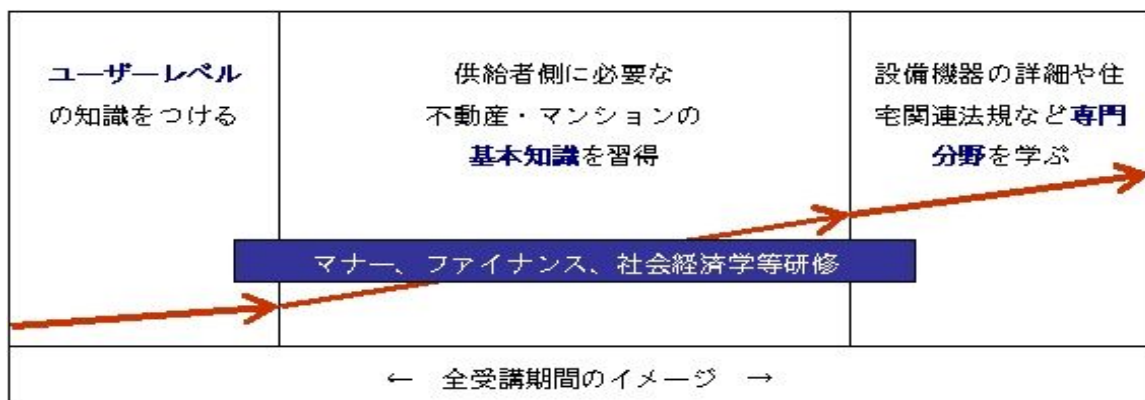 ユーザーレベル
の知識をつける
供給者側に必要な
不動産・マンションの
基本知識を習得
設備機器の詳細や住
宅関連法規など専門
分野を学ぶ
マナー、ファイナンス、社会経済学等研修
← 全受講期間のイメージ →